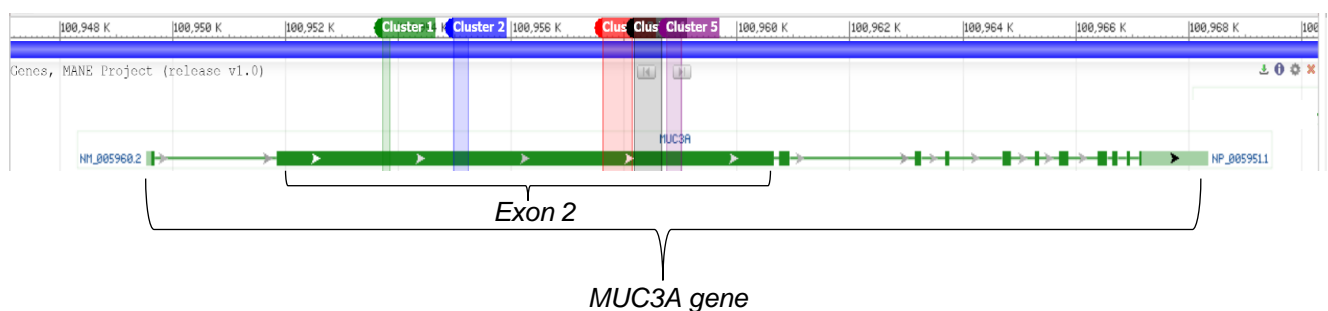 100,948 K 100,950 K 100,952 K Cluster 1 K Cluster 2 100,956 K Clus Clus Cluster 5 100,960 K 100,962 K 100,964 K 100,966 K 100,968 K 100
Genes, MANE Project (release v1.0)
MUC3A
NM_005960.2 NP_005951.1
Exon 2
MUC3A gene